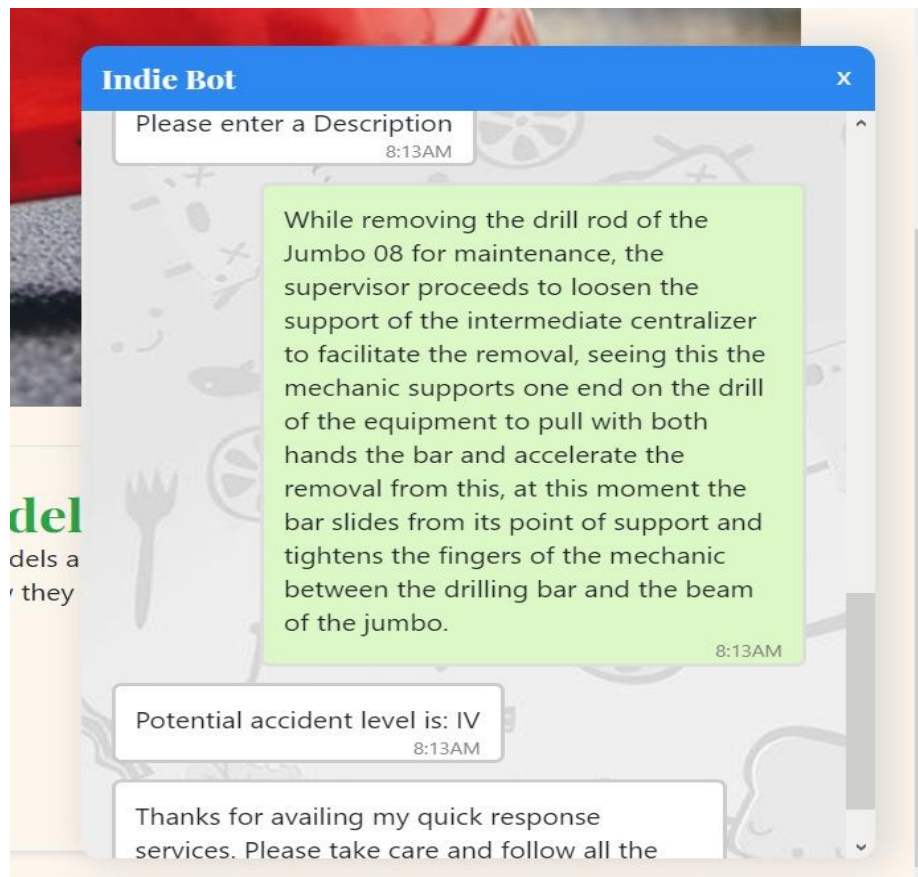 Indie Bot
x
Please enter a Description
8:13AM
While removing the drill rod of the
Jumbo 08 for maintenance, the
supervisor proceeds to loosen the
support of the intermediate centralizer
to facilitate the removal, seeing this the
mechanic supports one end on the drill
of the equipment to pull with both
hands the bar and accelerate the
removal from this, at this moment the
bar slides from its point of support and
tightens the fingers of the mechanic
between the drilling bar and the beam
of the jumbo.
8:13AM
del
dels a
they
Potential accident level is: IV
8:13AM
Thanks for availing my quick response
services. Please take care and follow all the